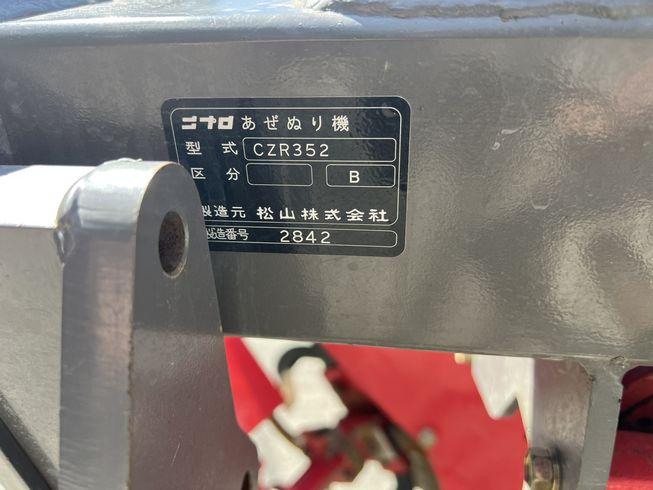 ニプロ あぜぬり機
型式 CZR352
区分 B
製造元 松山株式会社
製造番号 2842